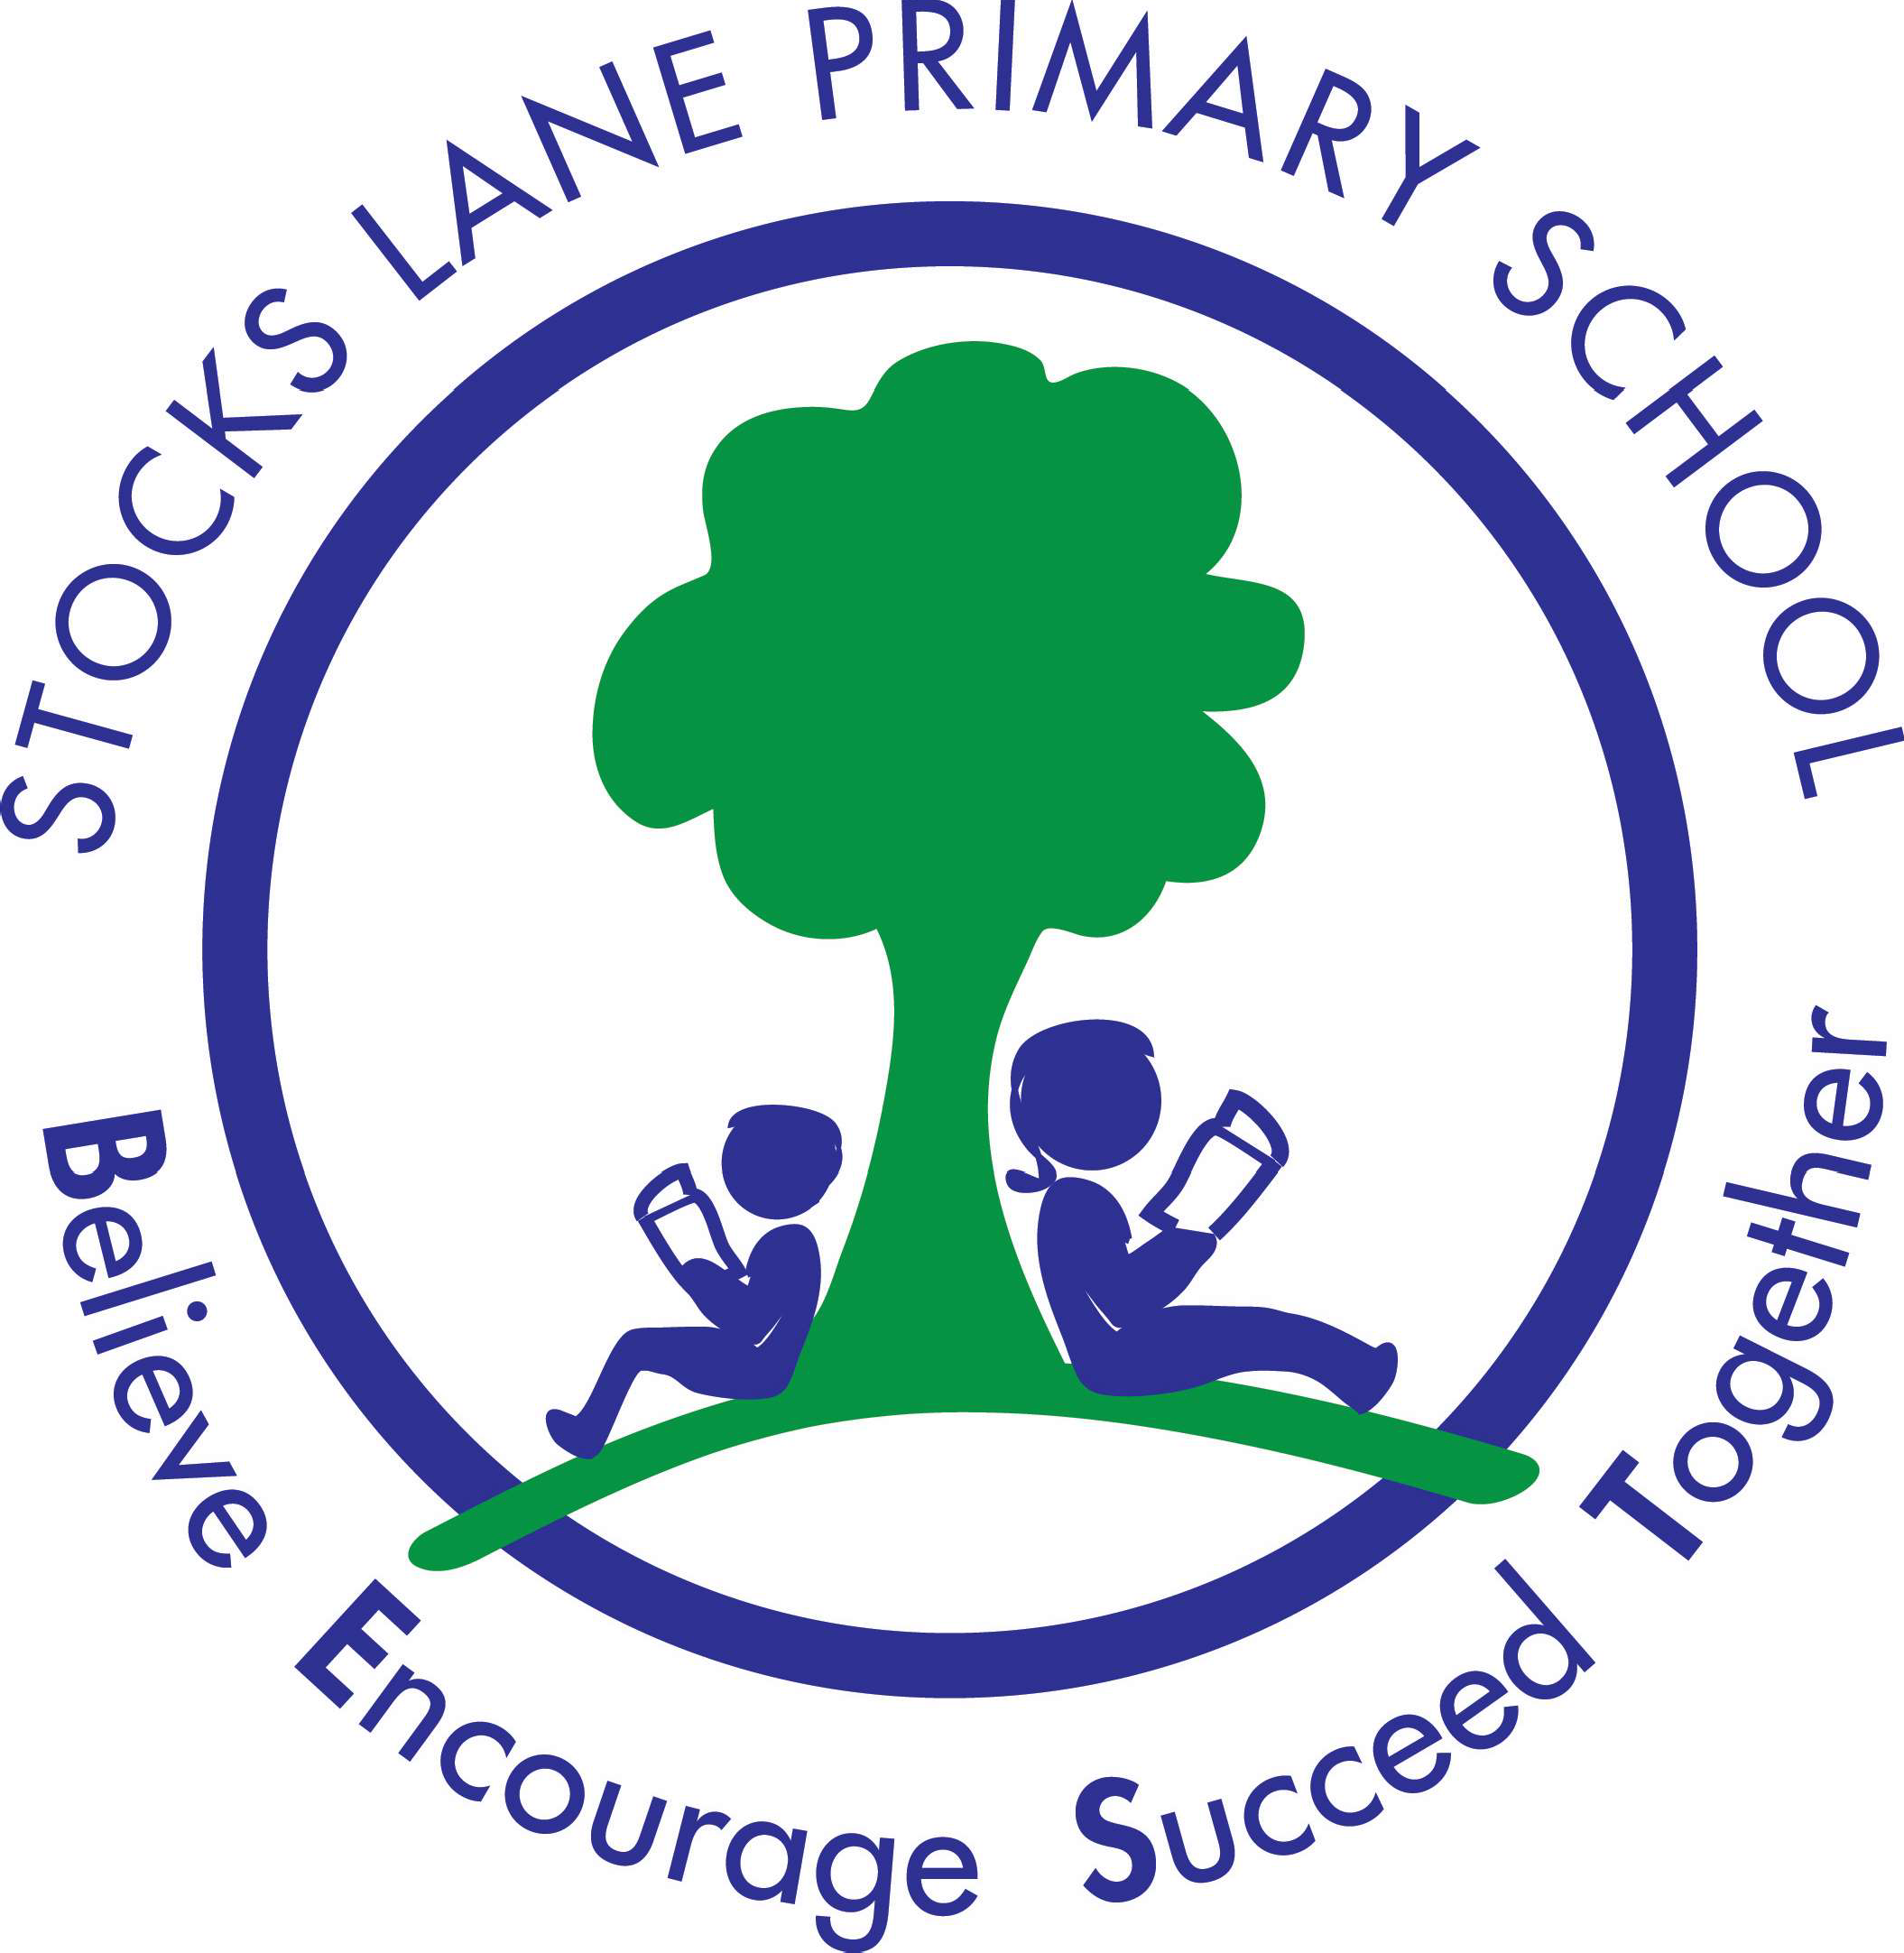 STOCKS LANE PRIMARY SCHOOL
Believe Encourage Succeed Together